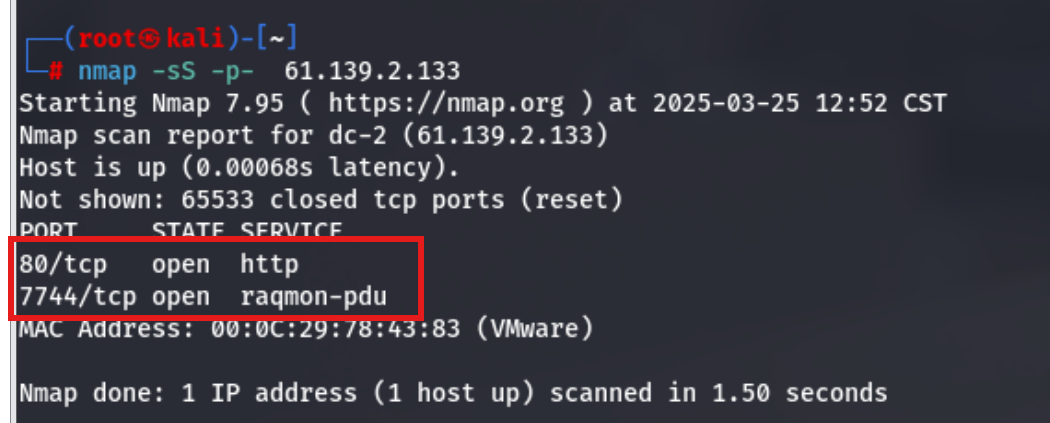 ┌──(root㉿kali)-[~]
└─# nmap -sS -p-  61.139.2.133
Starting Nmap 7.95 ( https://nmap.org ) at 2025-03-25 12:52 CST
Nmap scan report for dc-2 (61.139.2.133)
Host is up (0.00068s latency).
Not shown: 65533 closed tcp ports (reset)
PORT     STATE SERVICE
80/tcp   open  http
7744/tcp open  raqmon-pdu
MAC Address: 00:0C:29:78:43:83 (VMware)
Nmap done: 1 IP address (1 host up) scanned in 1.50 seconds